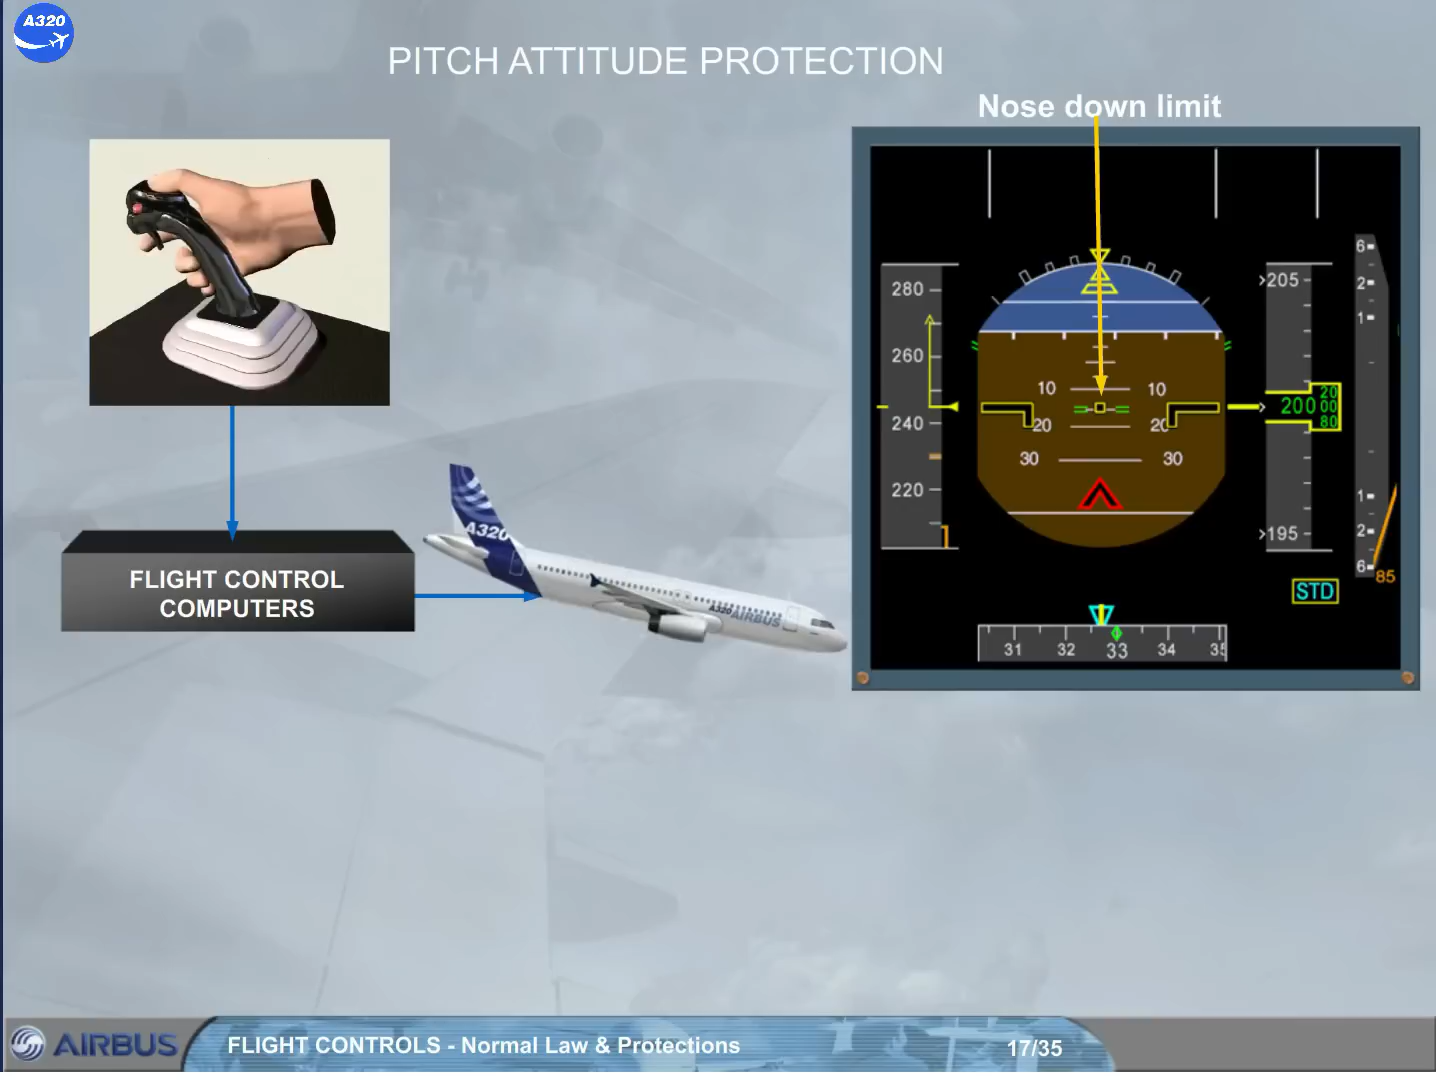 A320
PITCH ATTITUDE PROTECTION
Nose down limit
280
260
240
220
10 10
20 20
30 30
205
200
20
00
80
195
6
2
1
1
2
6
85
STD
31 32 33 34 35
FLIGHT CONTROL
COMPUTERS
A320
A320 AIRBUS
AIRBUS
FLIGHT CONTROLS - Normal Law & Protections
17/35